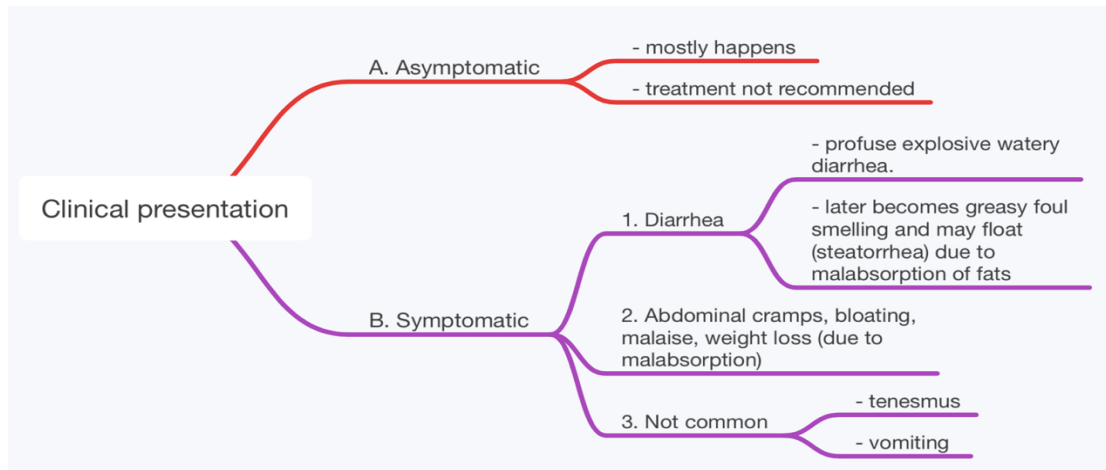 Clinical presentation
A. Asymptomatic
- mostly happens
- treatment not recommended
B. Symptomatic
1. Diarrhea
- profuse explosive watery
diarrhea.
- later becomes greasy foul
smelling and may float
(steatorrhea) due to
malabsorption of fats
2. Abdominal cramps, bloating,
malaise, weight loss (due to
malabsorption)
3. Not common
- tenesmus
- vomiting